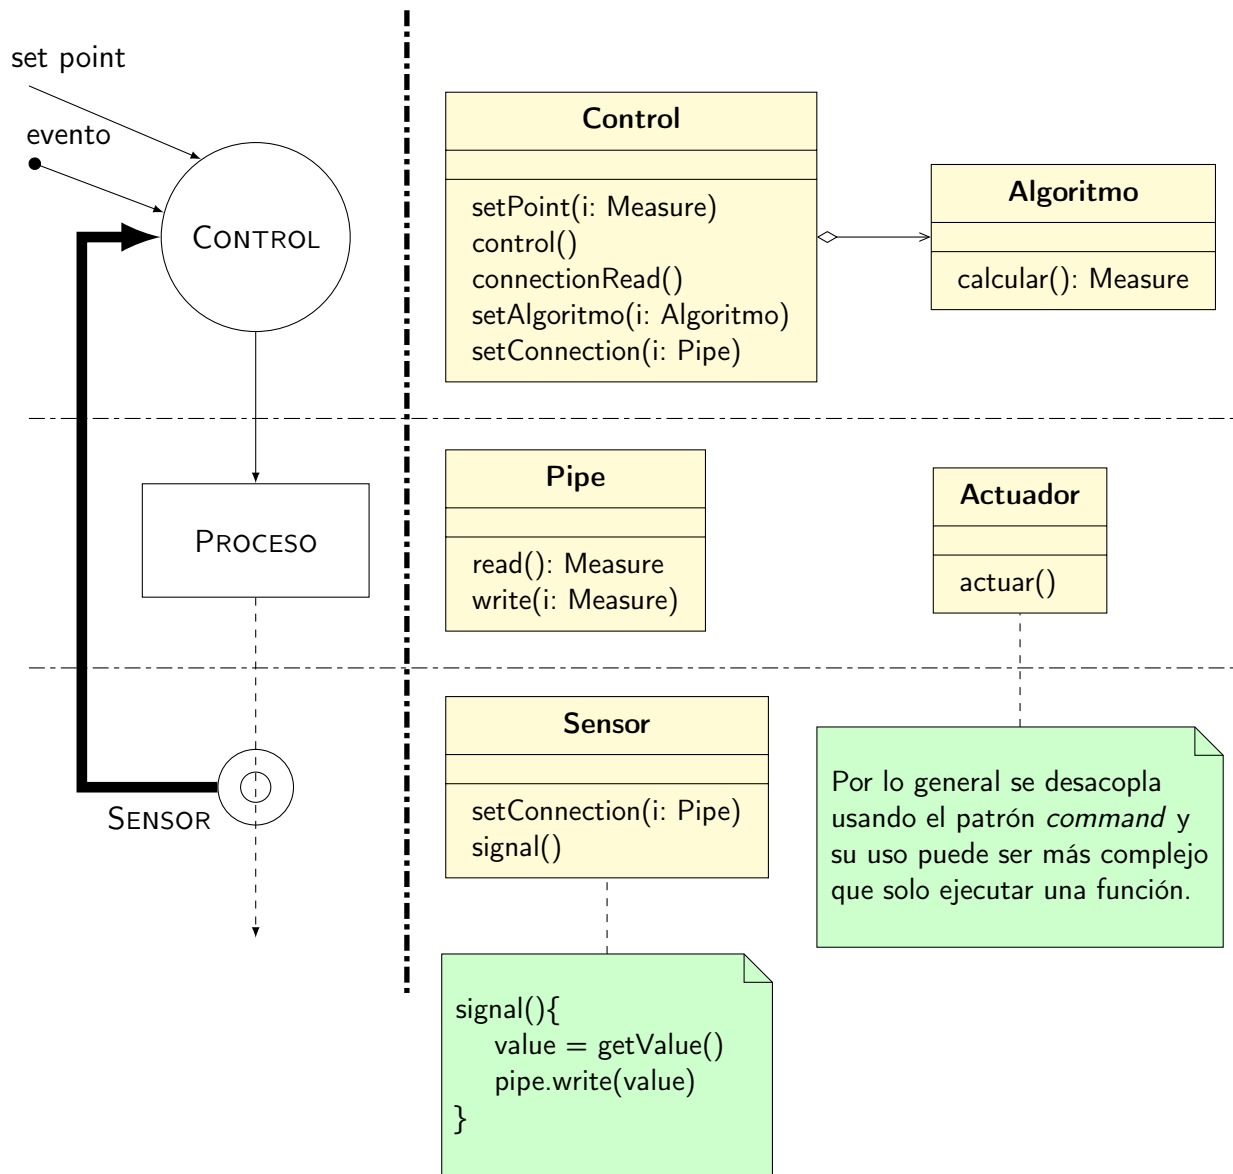 set point
evento
CONTROL
PROCESO
SENSOR
Control
setPoint(i: Measure)
control()
connectionRead()
setAlgoritmo(i: Algoritmo)
setConnection(i: Pipe)
Algoritmo
calcular(): Measure
Pipe
read(): Measure
write(i: Measure)
Actuador
actuar()
Sensor
setConnection(i: Pipe)
signal()
Por lo general se desacopla
usando el patrón command y
su uso puede ser más complejo
que solo ejecutar una función.
signal(){
value = getValue()
pipe.write(value)
}